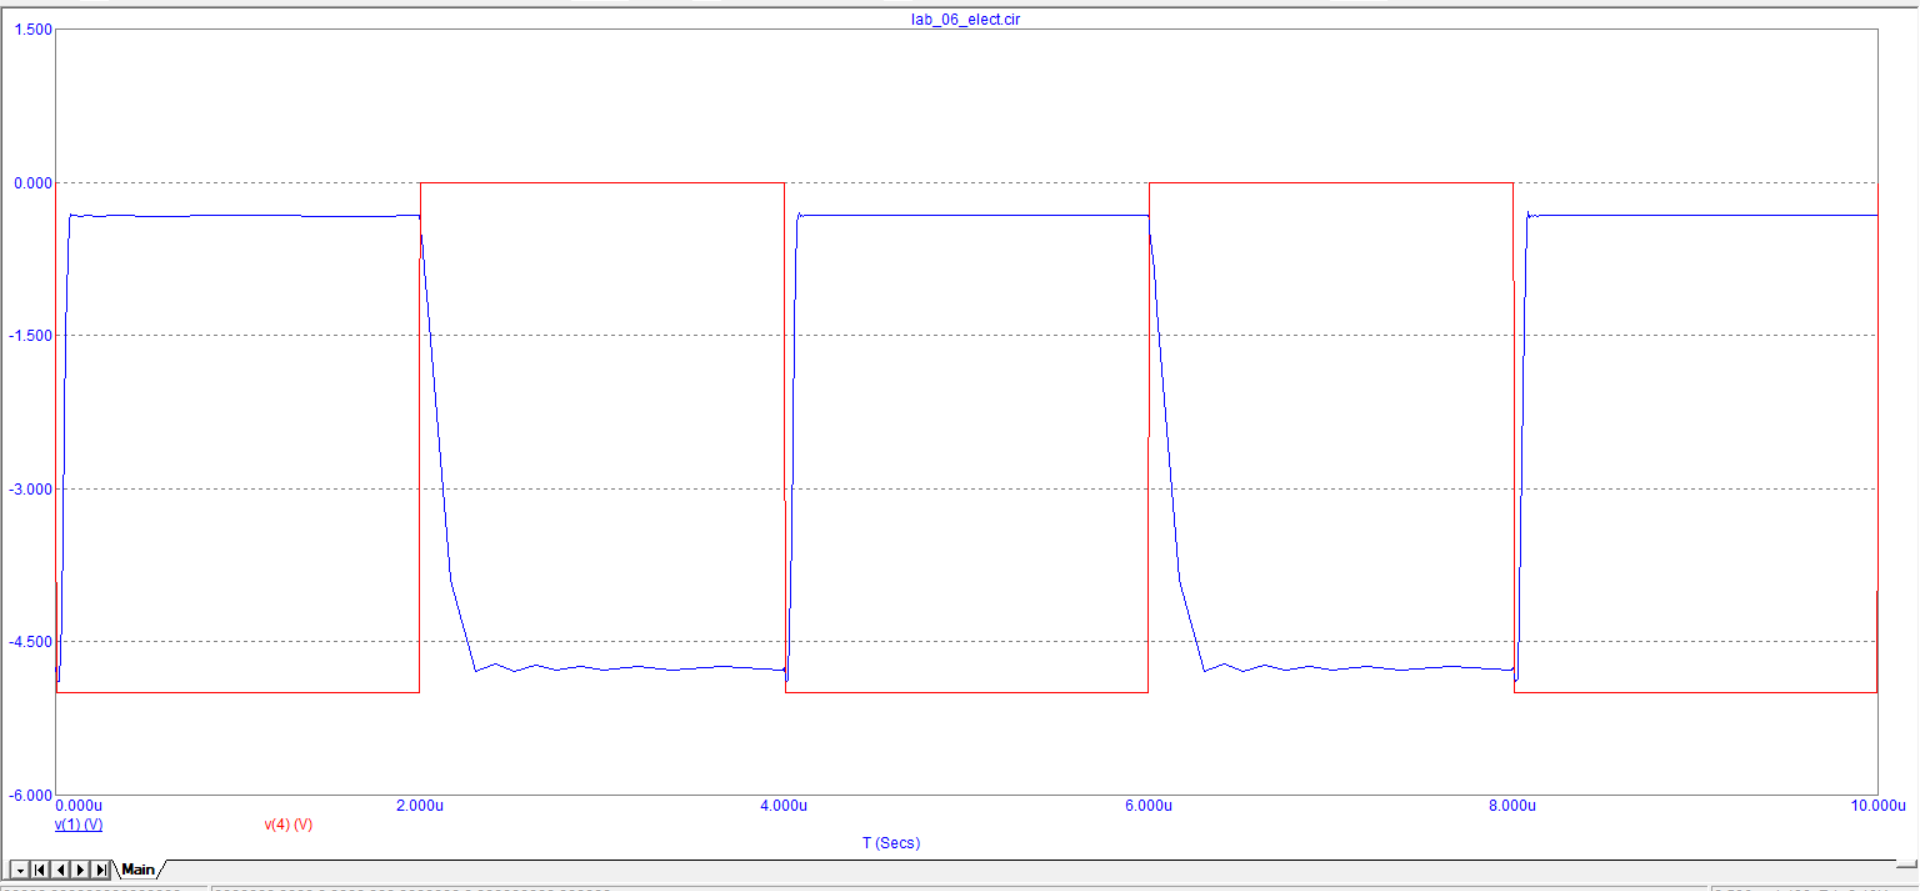 lab_06_elect.cir
1.500
0.000
-1.500
-3.000
-4.500
-6.000
0.000u 2.000u 4.000u 6.000u 8.000u 10.000u
v(1) (V) v(4) (V)
T (Secs)
Main